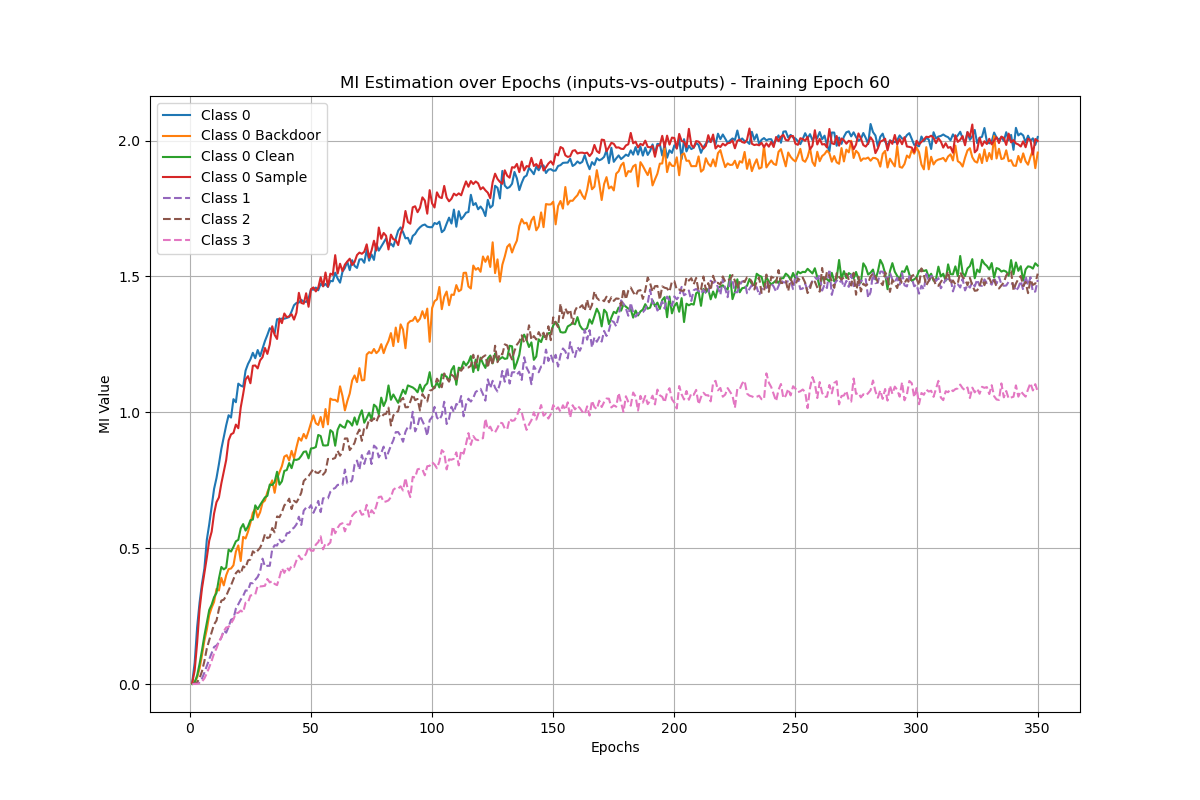 MI Estimation over Epochs (inputs-vs-outputs) - Training Epoch 60
Class 0
Class 0 Backdoor
Class 0 Clean
Class 0 Sample
Class 1
Class 2
Class 3
MI Value
2.0
1.5
1.0
0.5
0.0
0 50 100 150 200 250 300 350
Epochs